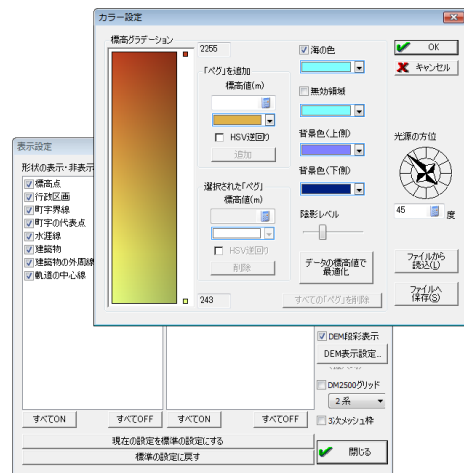 カラー設定
標高グラデーション
2255
「ペグ」を追加
標高値(m)
HSV逆回り
追加
選択された「ペグ」
標高値(m)
HSV逆回り
削除
243
海の色
無効領域
背景色(上側)
背景色(下側)
陰影レベル
データの標高値で
最適化
すべての「ペグ」を削除
OK
キャンセル
光源の方位
45
度
ファイルから
読込(L)
ファイルへ
保存(S)
表示設定
形状の表示・非表示
標高点
行政区画
町字界線
町字の代表点
水涯線
建築物
建築物の外周線
軌道の中心線
すべてON
すべてOFF
すべてON
すべてOFF
現在の設定を標準の設定にする
標準の設定に戻す
DEM段彩表示
DEM表示設定...
DM2500グリッド
2 系
3次メッシュ枠
閉じる